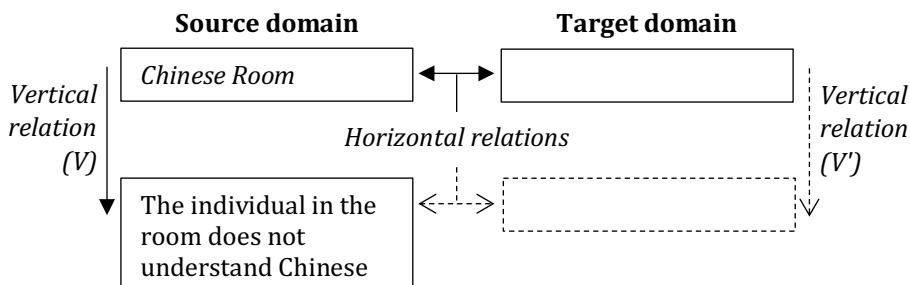 Source domain
Target domain
Chinese Room
Vertical
relation
(V)
Horizontal relations
Vertical
relation
(V')
The individual in the
room does not
understand Chinese